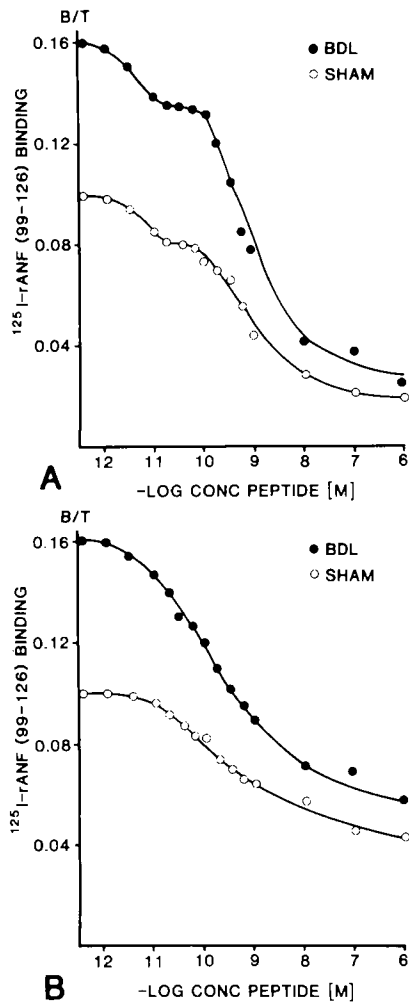 B/T
0.16
0.12
0.08
0.04
¹²⁵I-rANF (99-126) BINDING
● BDL
○ SHAM
12 11 10 9 8 7 6
-LOG CONC PEPTIDE [M]
A
B/T
0.16
0.12
0.08
0.04
¹²⁵I-rANF (99-126) BINDING
● BDL
○ SHAM
12 11 10 9 8 7 6
-LOG CONC PEPTIDE [M]
B